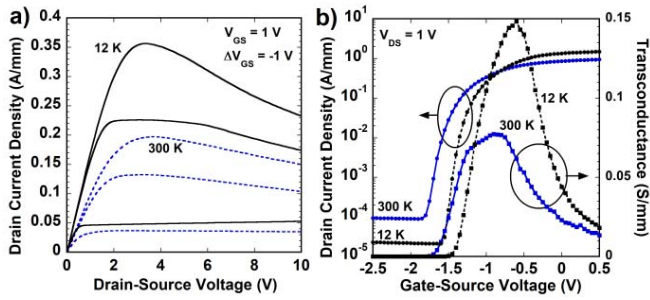 a)
Drain Current Density (A/mm)
0.4
0.35
0.3
0.25
0.2
0.15
0.1
0.05
0
12 K
V_GS = 1 V
ΔV_GS = -1 V
300 K
0 2 4 6 8 10
Drain-Source Voltage (V)
b)
Drain Current Density (A/mm)
10^1
10^0
10^-1
10^-2
10^-3
10^-4
10^-5
V_DS = 1 V
12 K
300 K
300 K
12 K
0.15
0.1
0.05
0
Transconductance (S/mm)
-2.5 -2 -1.5 -1 -0.5 0 0.5
Gate-Source Voltage (V)